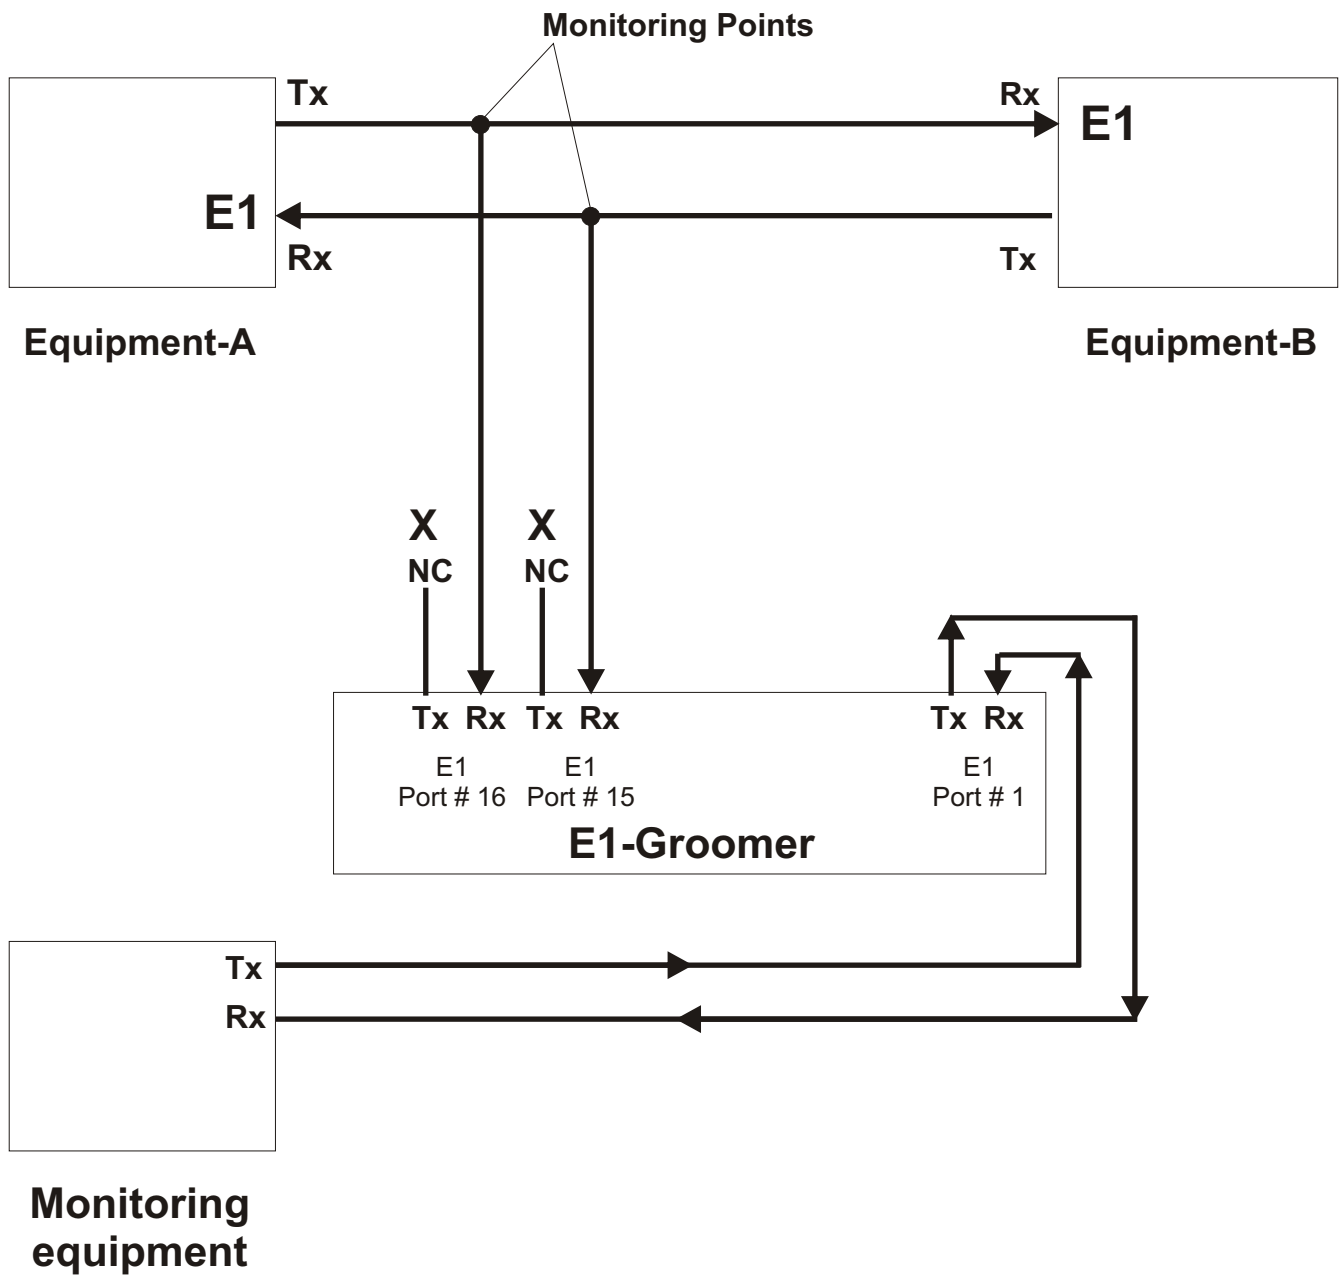 Monitoring Points
Tx
Rx
E1
E1
Rx
Tx
Equipment-A
Equipment-B
X
X
NC
NC
Tx Rx Tx Rx
Tx Rx
E1
E1
E1
Port # 16
Port # 15
Port # 1
E1-Groomer
Tx
Rx
Monitoring
equipment